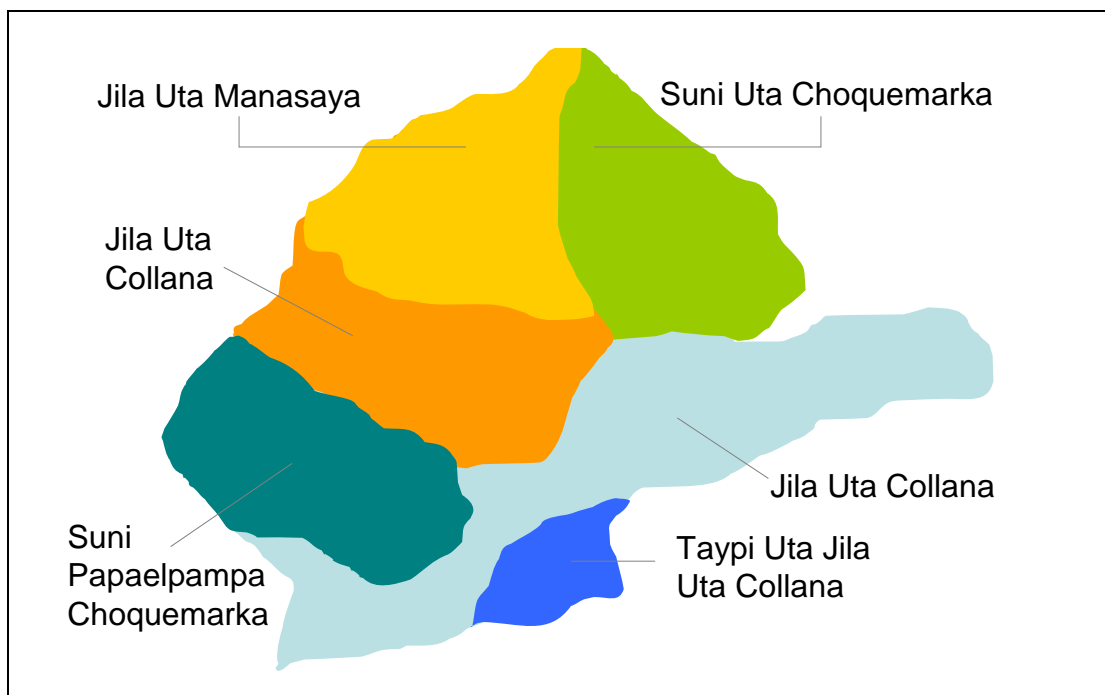 Jila Uta Manasaya
Suni Uta Choquemarka
Jila Uta
Collana
Jila Uta Collana
Suni
Papaelpampa
Choquemarka
Taypi Uta Jila
Uta Collana